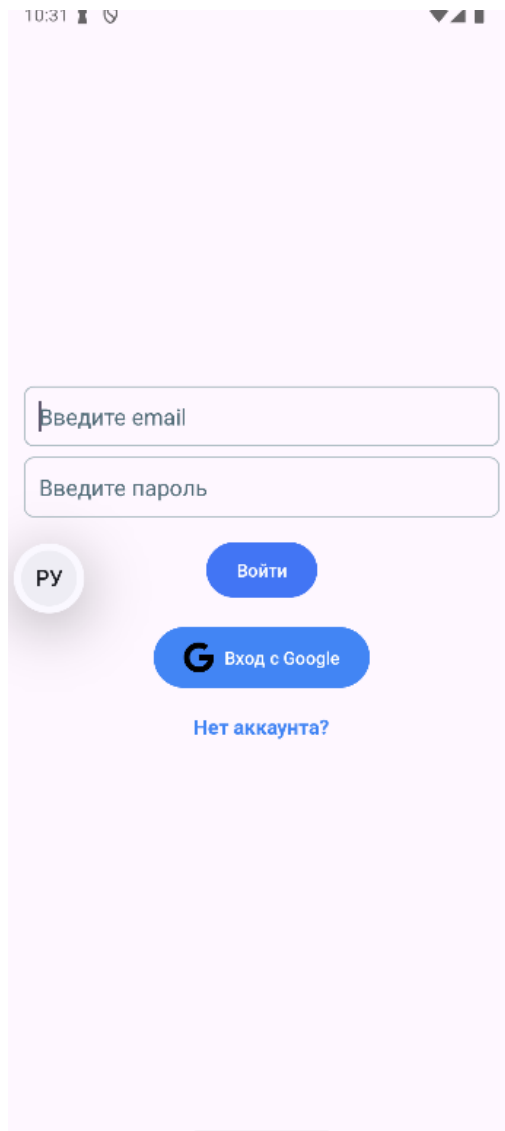 10:31
Введите email
Введите пароль
РУ
Войти
Вход с Google
Нет аккаунта?